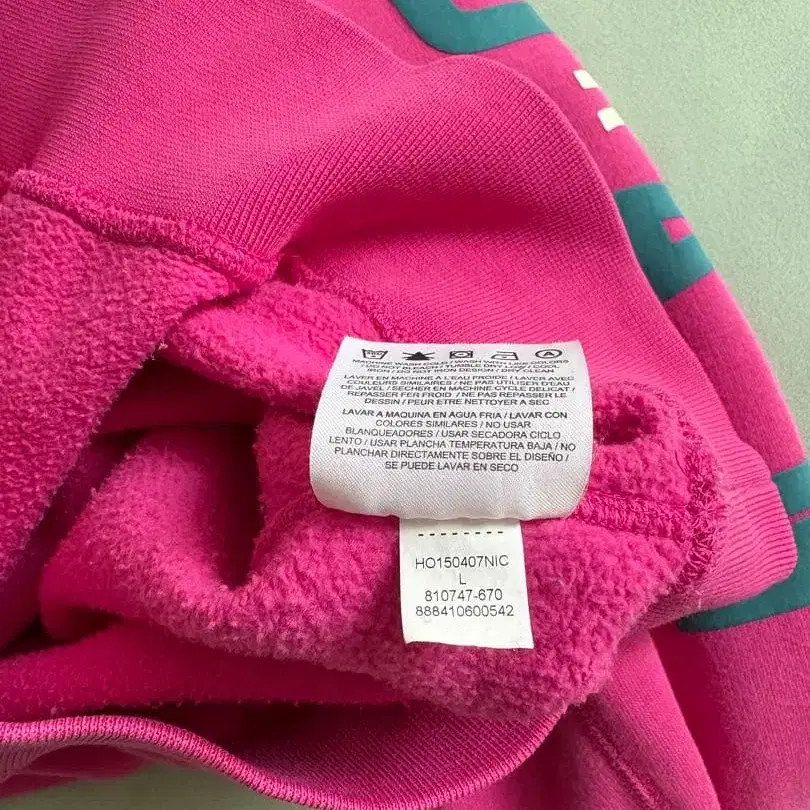 MACHINE WASH COLD / WASH WITH LIKE COLORS
/ DO NOT BLEACH / TUMBLE DRY LOW / COOL
IRON / DO NOT IRON DESIGN / DRY CLEAN
LAVER EN MACHINE A L'EAU FROIDE / LAVER AVEC
COULEURS SIMILAIRES / NE PAS UTILISER D'EAU
DE JAVEL / SECHER EN MACHINE CYCLE DELICAT /
REPASSER FER FROID / NE PAS REPASSER LE
DESSIN / PEUR ETRE NETTOYER A SEC
LAVAR A MAQUINA EN AGUA FRIA / LAVAR CON
COLORES SIMILARES / NO USAR
BLANQUEADORES / USAR SECADORA CICLO
LENTO / USAR PLANCHA TEMPERATURA BAJA / NO
PLANCHAR DIRECTAMENTE SOBRE EL DISEÑO /
SE PUEDE LAVAR EN SECO
HO150407NIC
L
810747-670
888410600542